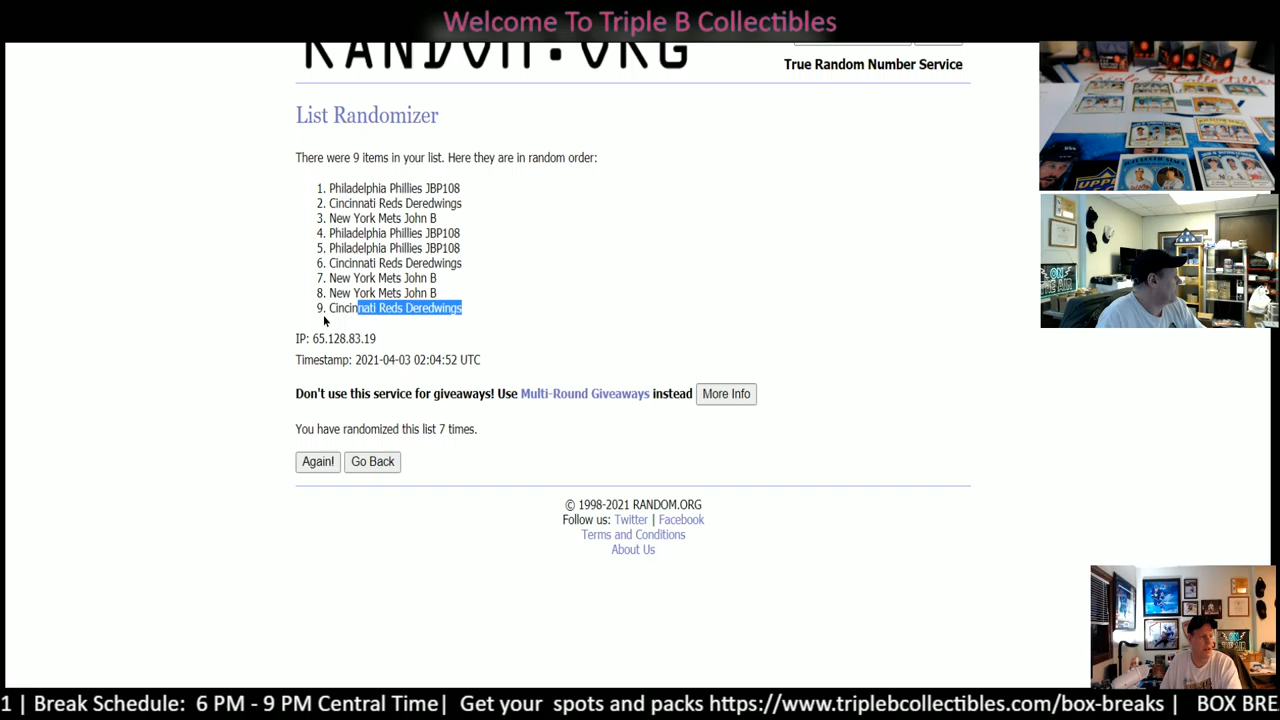 Welcome To Triple B Collectibles
RANDOM.ORG
True Random Number Service
List Randomizer
There were 9 items in your list. Here they are in random order:
1. Philadelphia Phillies JBP108
2. Cincinnati Reds Deredwings
3. New York Mets John B
4. Philadelphia Phillies JBP108
5. Philadelphia Phillies JBP108
6. Cincinnati Reds Deredwings
7. New York Mets John B
8. New York Mets John B
9. Cincinnati Reds Deredwings
IP: 65.128.83.19
Timestamp: 2021-04-03 02:04:52 UTC
Don't use this service for giveaways! Use Multi-Round Giveaways instead More Info
You have randomized this list 7 times.
Again! Go Back
© 1998-2021 RANDOM.ORG
Follow us: Twitter | Facebook
Terms and Conditions
About Us
Triple B Collectibles
UPPE
ON
THE AIR
1 | Break Schedule: 6 PM - 9 PM Central Time| Get your spots and packs https://www.triplebcollectibles.com/box-breaks | BOX BRE